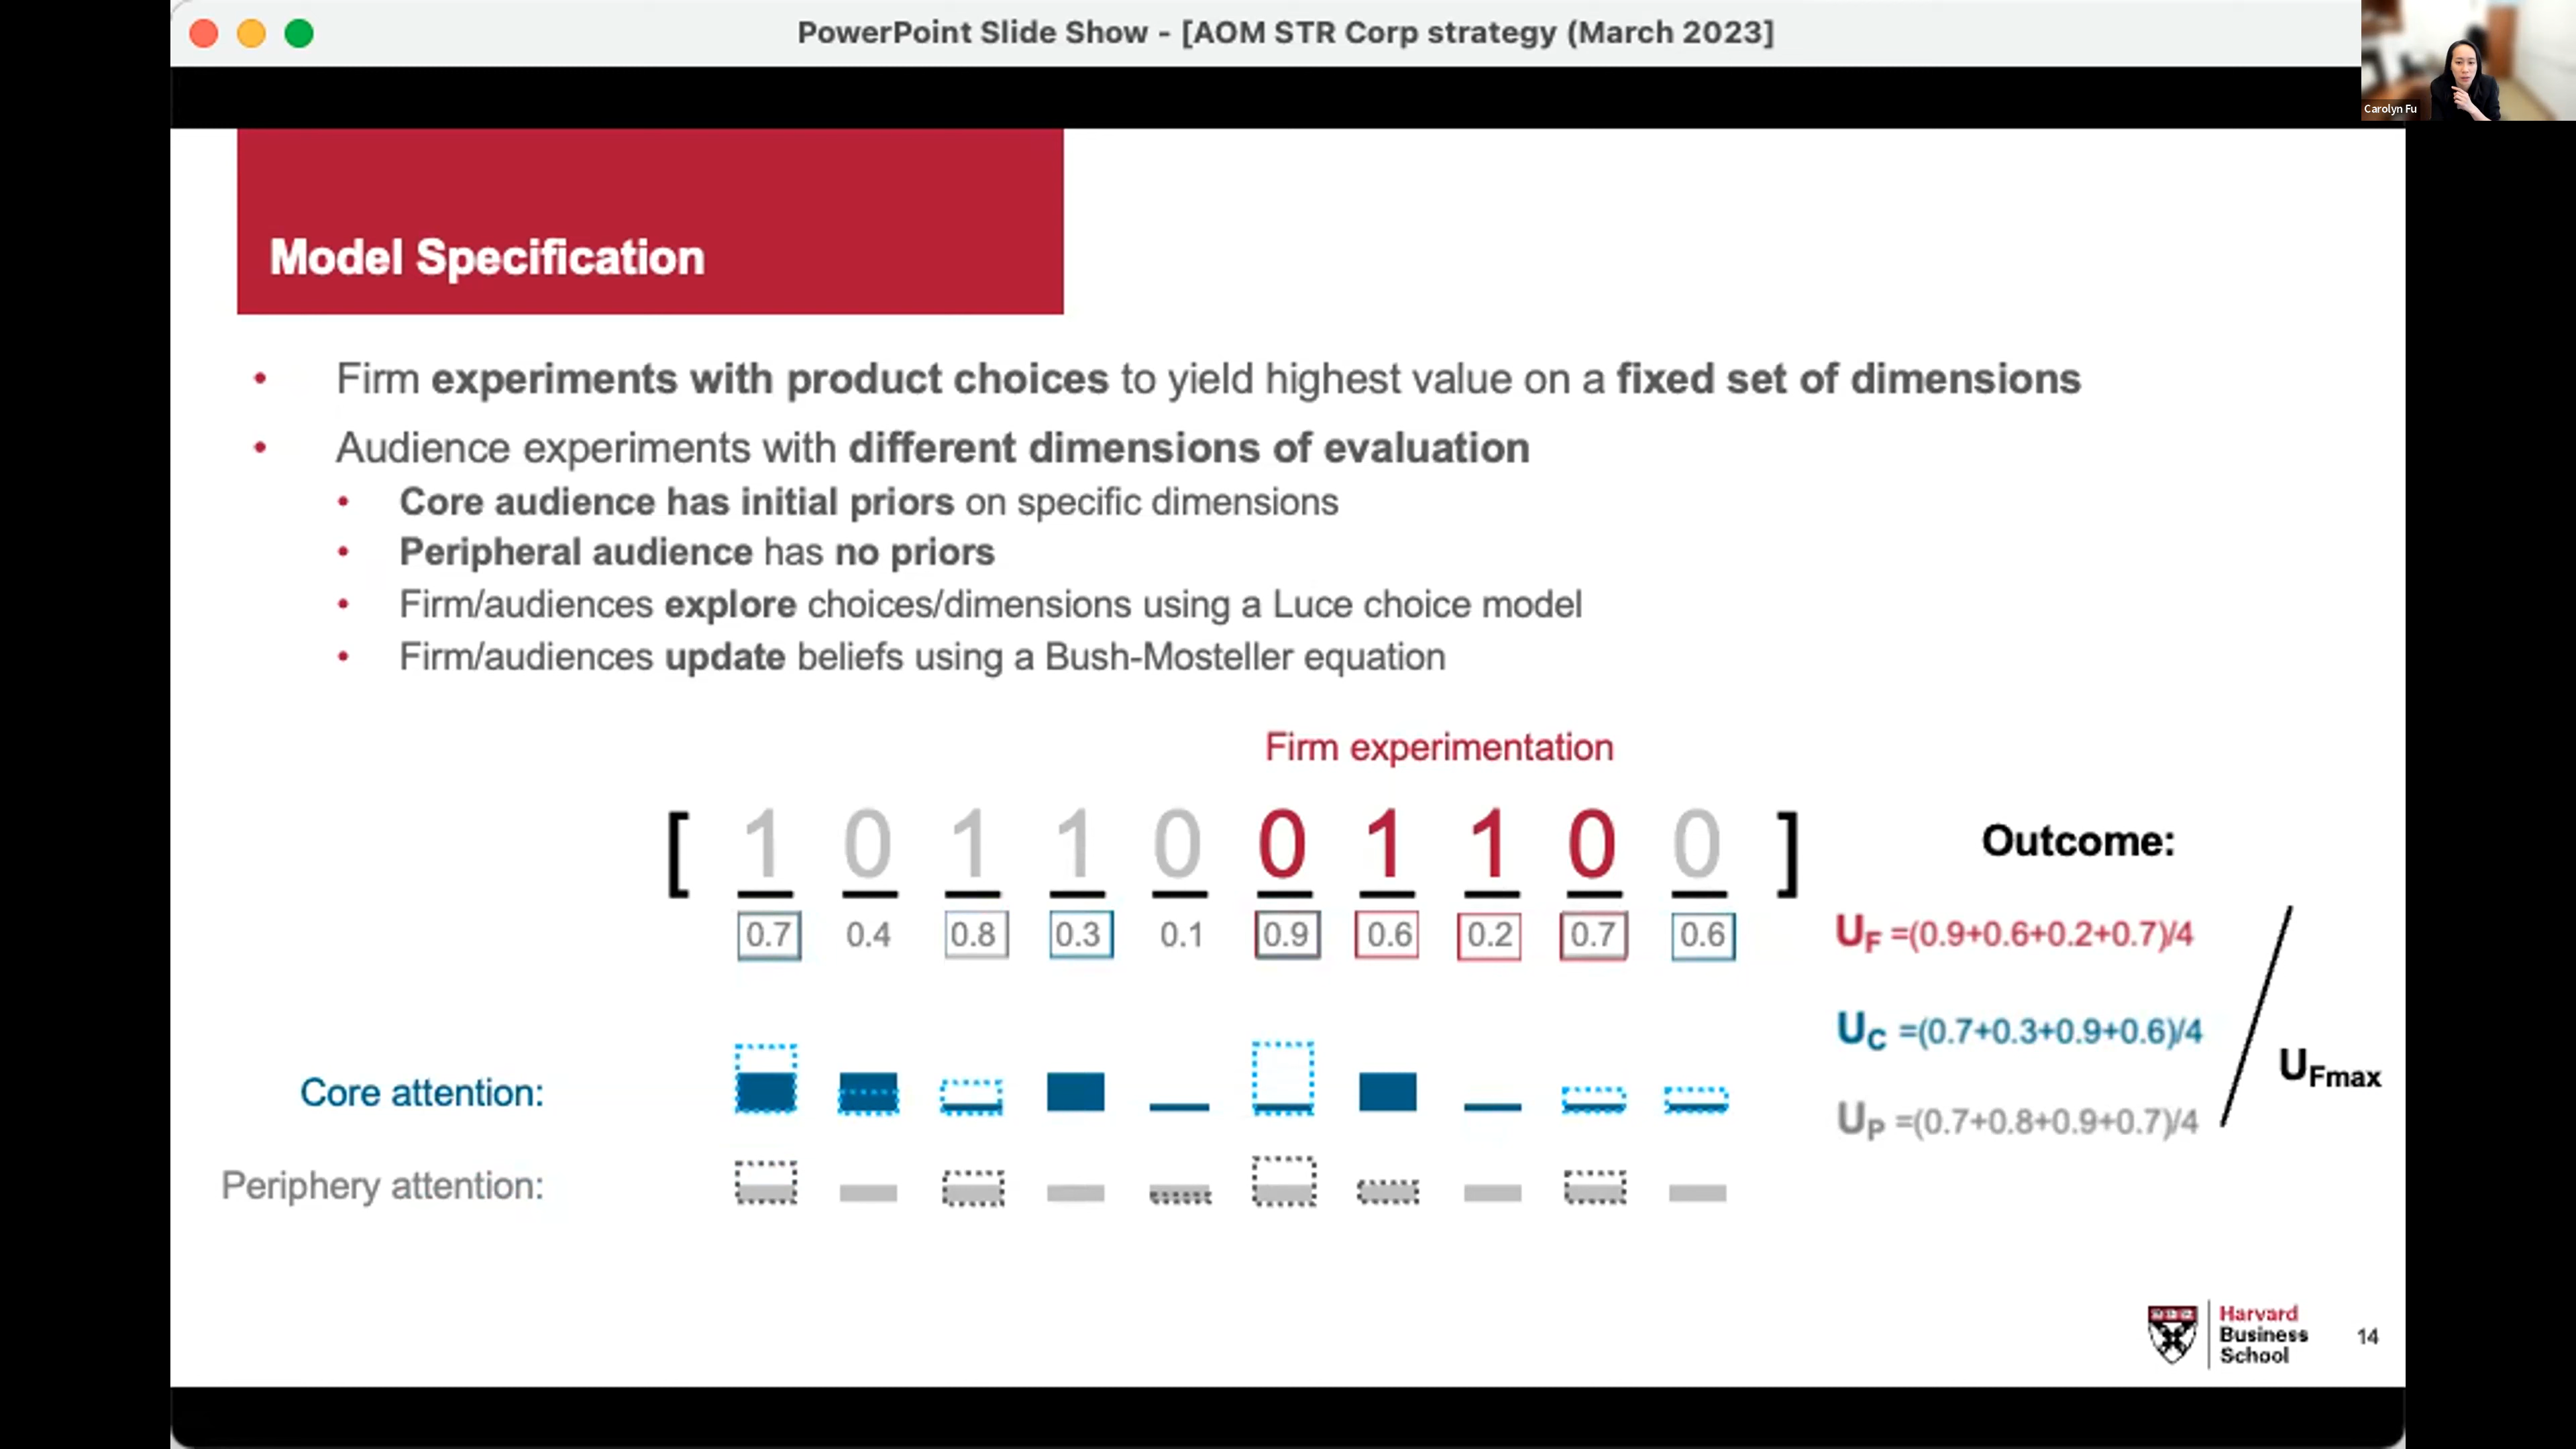 PowerPoint Slide Show - [AOM STR Corp strategy (March 2023]
Carolyn Fu
Model Specification
• Firm experiments with product choices to yield highest value on a fixed set of dimensions
• Audience experiments with different dimensions of evaluation
• Core audience has initial priors on specific dimensions
• Peripheral audience has no priors
• Firm/audiences explore choices/dimensions using a Luce choice model
• Firm/audiences update beliefs using a Bush-Mosteller equation
Firm experimentation
[ 1 0 1 1 0 0 1 1 0 0 ]
Outcome:
0.7 0.4 0.8 0.3 0.1 0.9 0.6 0.2 0.7 0.6
UF =(0.9+0.6+0.2+0.7)/4
UC =(0.7+0.3+0.9+0.6)/4
/ UFmax
Core attention:
UP =(0.7+0.8+0.9+0.7)/4
Periphery attention:
Harvard
Business
School
14